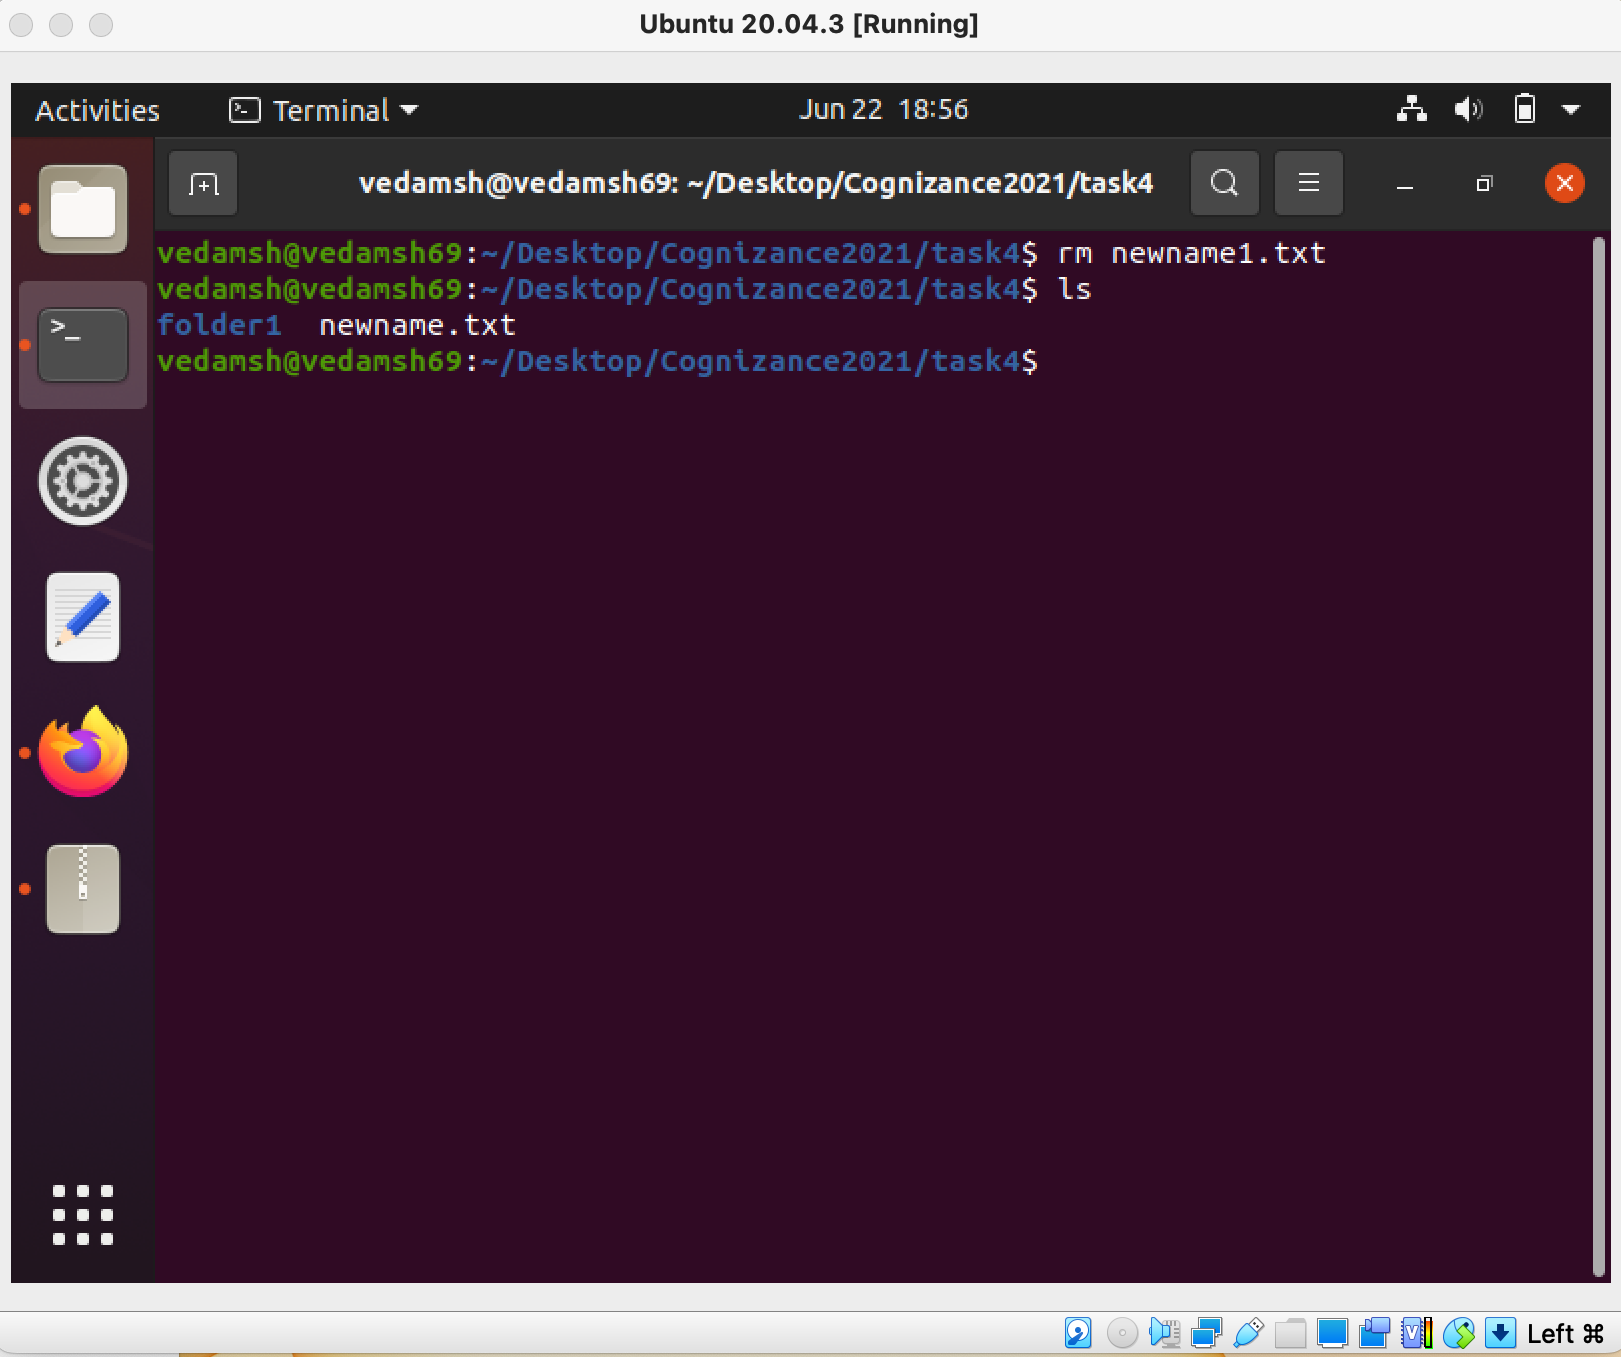 Ubuntu 20.04.3 [Running]
Activities Terminal Jun 22 18:56
vedamsh@vedamsh69: ~/Desktop/Cognizance2021/task4
vedamsh@vedamsh69:~/Desktop/Cognizance2021/task4$ rm newname1.txt
vedamsh@vedamsh69:~/Desktop/Cognizance2021/task4$ ls
folder1 newname.txt
vedamsh@vedamsh69:~/Desktop/Cognizance2021/task4$
Left ⌘